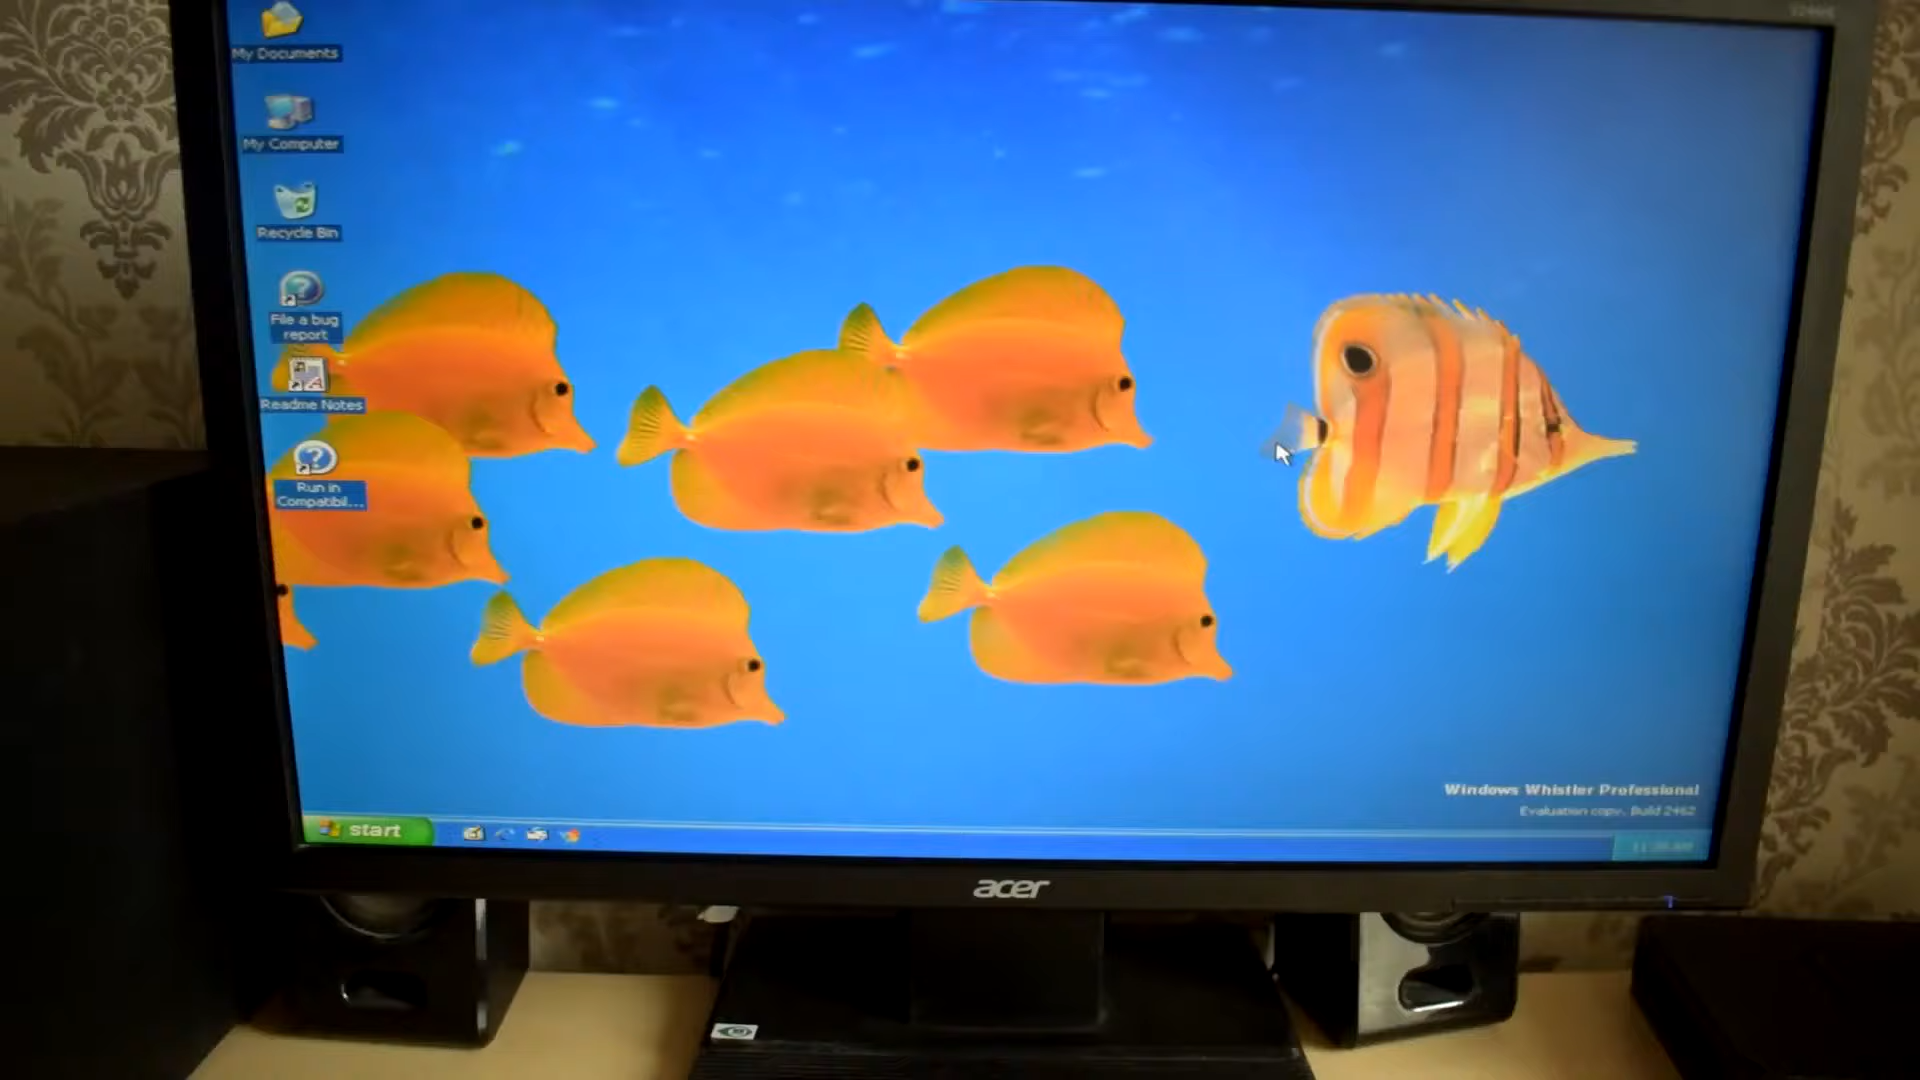 My Documents
My Computer
Recycle Bin
File a bug
report
Readme Notes
Run in
Compatibil...
Windows Whistler Professional
Evaluation copy. Build 2462
start
acer